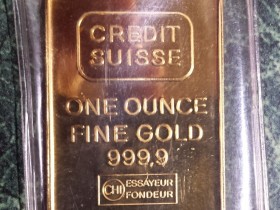 CREDIT
SUISSE
ONE OUNCE
FINE GOLD
999,9
CHI ESSAYEUR
FONDEUR